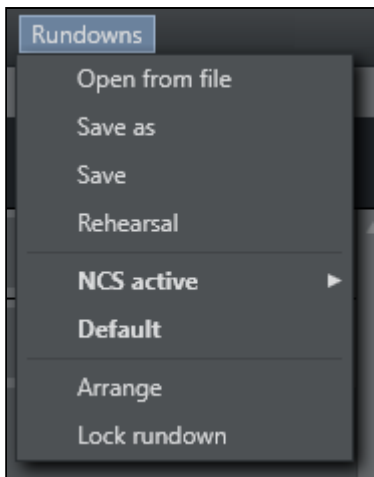 Rundowns
Open from file
Save as
Save
Rehearsal
NCS active
Default
Arrange
Lock rundown